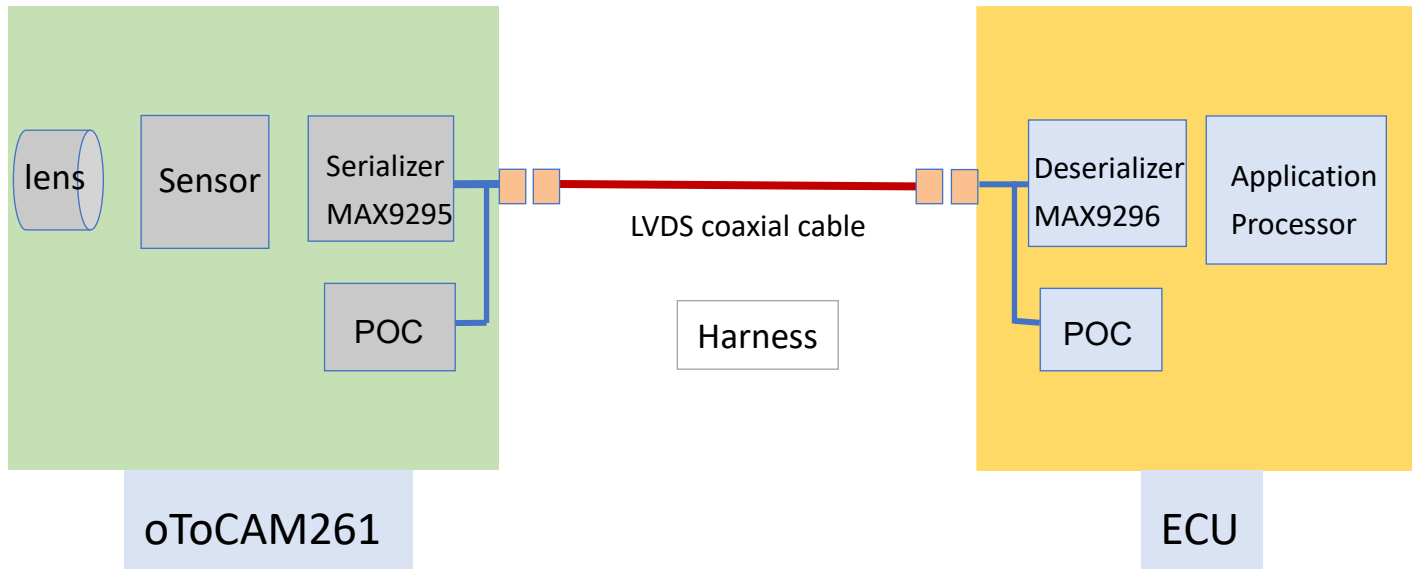 lens
Sensor
Serializer
MAX9295
POC
LVDS coaxial cable
Harness
Deserializer
MAX9296
Application
Processor
POC
oToCAM261
ECU